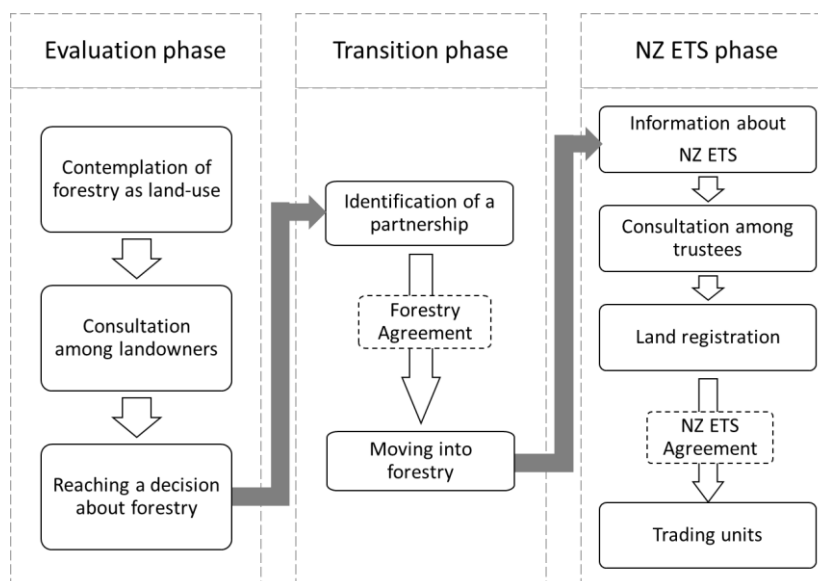 Evaluation phase
Contemplation of
forestry as land-use
Consultation
among landowners
Reaching a decision
about forestry
Transition phase
Identification of a
partnership
Forestry
Agreement
Moving into
forestry
NZ ETS phase
Information about
NZ ETS
Consultation among
trustees
Land registration
NZ ETS
Agreement
Trading units